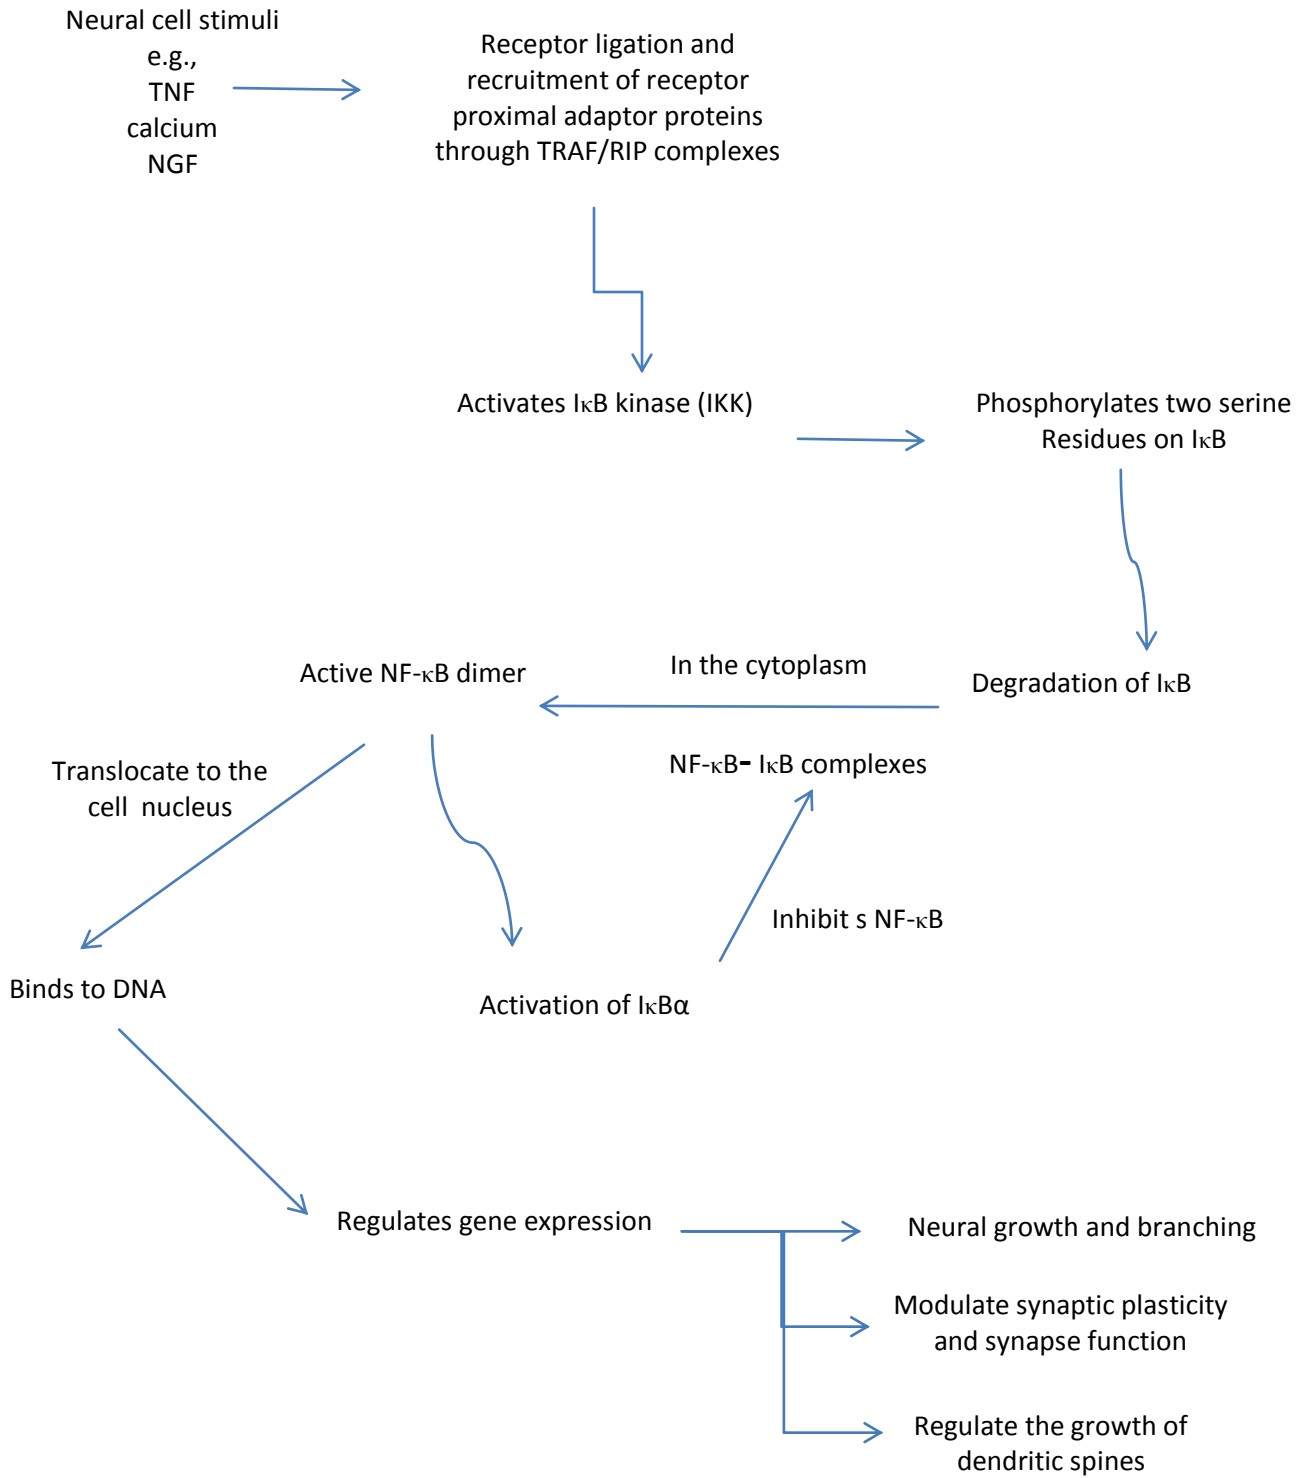 Neural cell stimuli
e.g.,
TNF
calcium
NGF
Receptor ligation and
recruitment of receptor
proximal adaptor proteins
through TRAF/RIP complexes
Activates IκB kinase (IKK)
Phosphorylates two serine
Residues on IκB
Degradation of IκB
In the cytoplasm
Active NF-κB dimer
NF-κB- IκB complexes
Translocate to the
cell nucleus
Inhibit s NF-κB
Binds to DNA
Activation of IκBα
Regulates gene expression
Neural growth and branching
Modulate synaptic plasticity
and synapse function
Regulate the growth of
dendritic spines